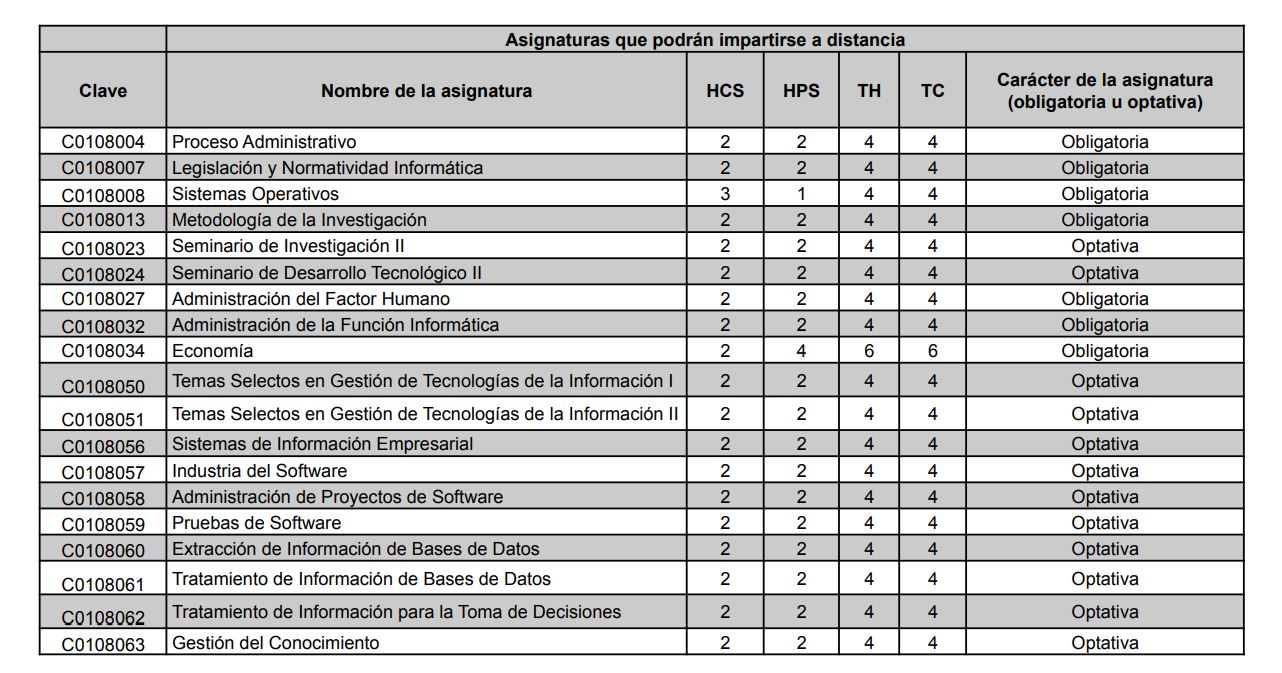 Asignaturas que podrán impartirse a distancia
Clave Nombre de la asignatura HCS HPS TH TC Carácter de la asignatura
(obligatoria u optativa)
C0108004 Proceso Administrativo 2 2 4 4 Obligatoria
C0108007 Legislación y Normatividad Informática 2 2 4 4 Obligatoria
C0108008 Sistemas Operativos 3 1 4 4 Obligatoria
C0108013 Metodología de la Investigación 2 2 4 4 Obligatoria
C0108023 Seminario de Investigación II 2 2 4 4 Optativa
C0108024 Seminario de Desarrollo Tecnológico II 2 2 4 4 Optativa
C0108027 Administración del Factor Humano 2 2 4 4 Obligatoria
C0108032 Administración de la Función Informática 2 2 4 4 Obligatoria
C0108034 Economía 2 4 6 6 Obligatoria
C0108050 Temas Selectos en Gestión de Tecnologías de la Información I 2 2 4 4 Optativa
C0108051 Temas Selectos en Gestión de Tecnologías de la Información II 2 2 4 4 Optativa
C0108056 Sistemas de Información Empresarial 2 2 4 4 Optativa
C0108057 Industria del Software 2 2 4 4 Optativa
C0108058 Administración de Proyectos de Software 2 2 4 4 Optativa
C0108059 Pruebas de Software 2 2 4 4 Optativa
C0108060 Extracción de Información de Bases de Datos 2 2 4 4 Optativa
C0108061 Tratamiento de Información de Bases de Datos 2 2 4 4 Optativa
C0108062 Tratamiento de Información para la Toma de Decisiones 2 2 4 4 Optativa
C0108063 Gestión del Conocimiento 2 2 4 4 Optativa